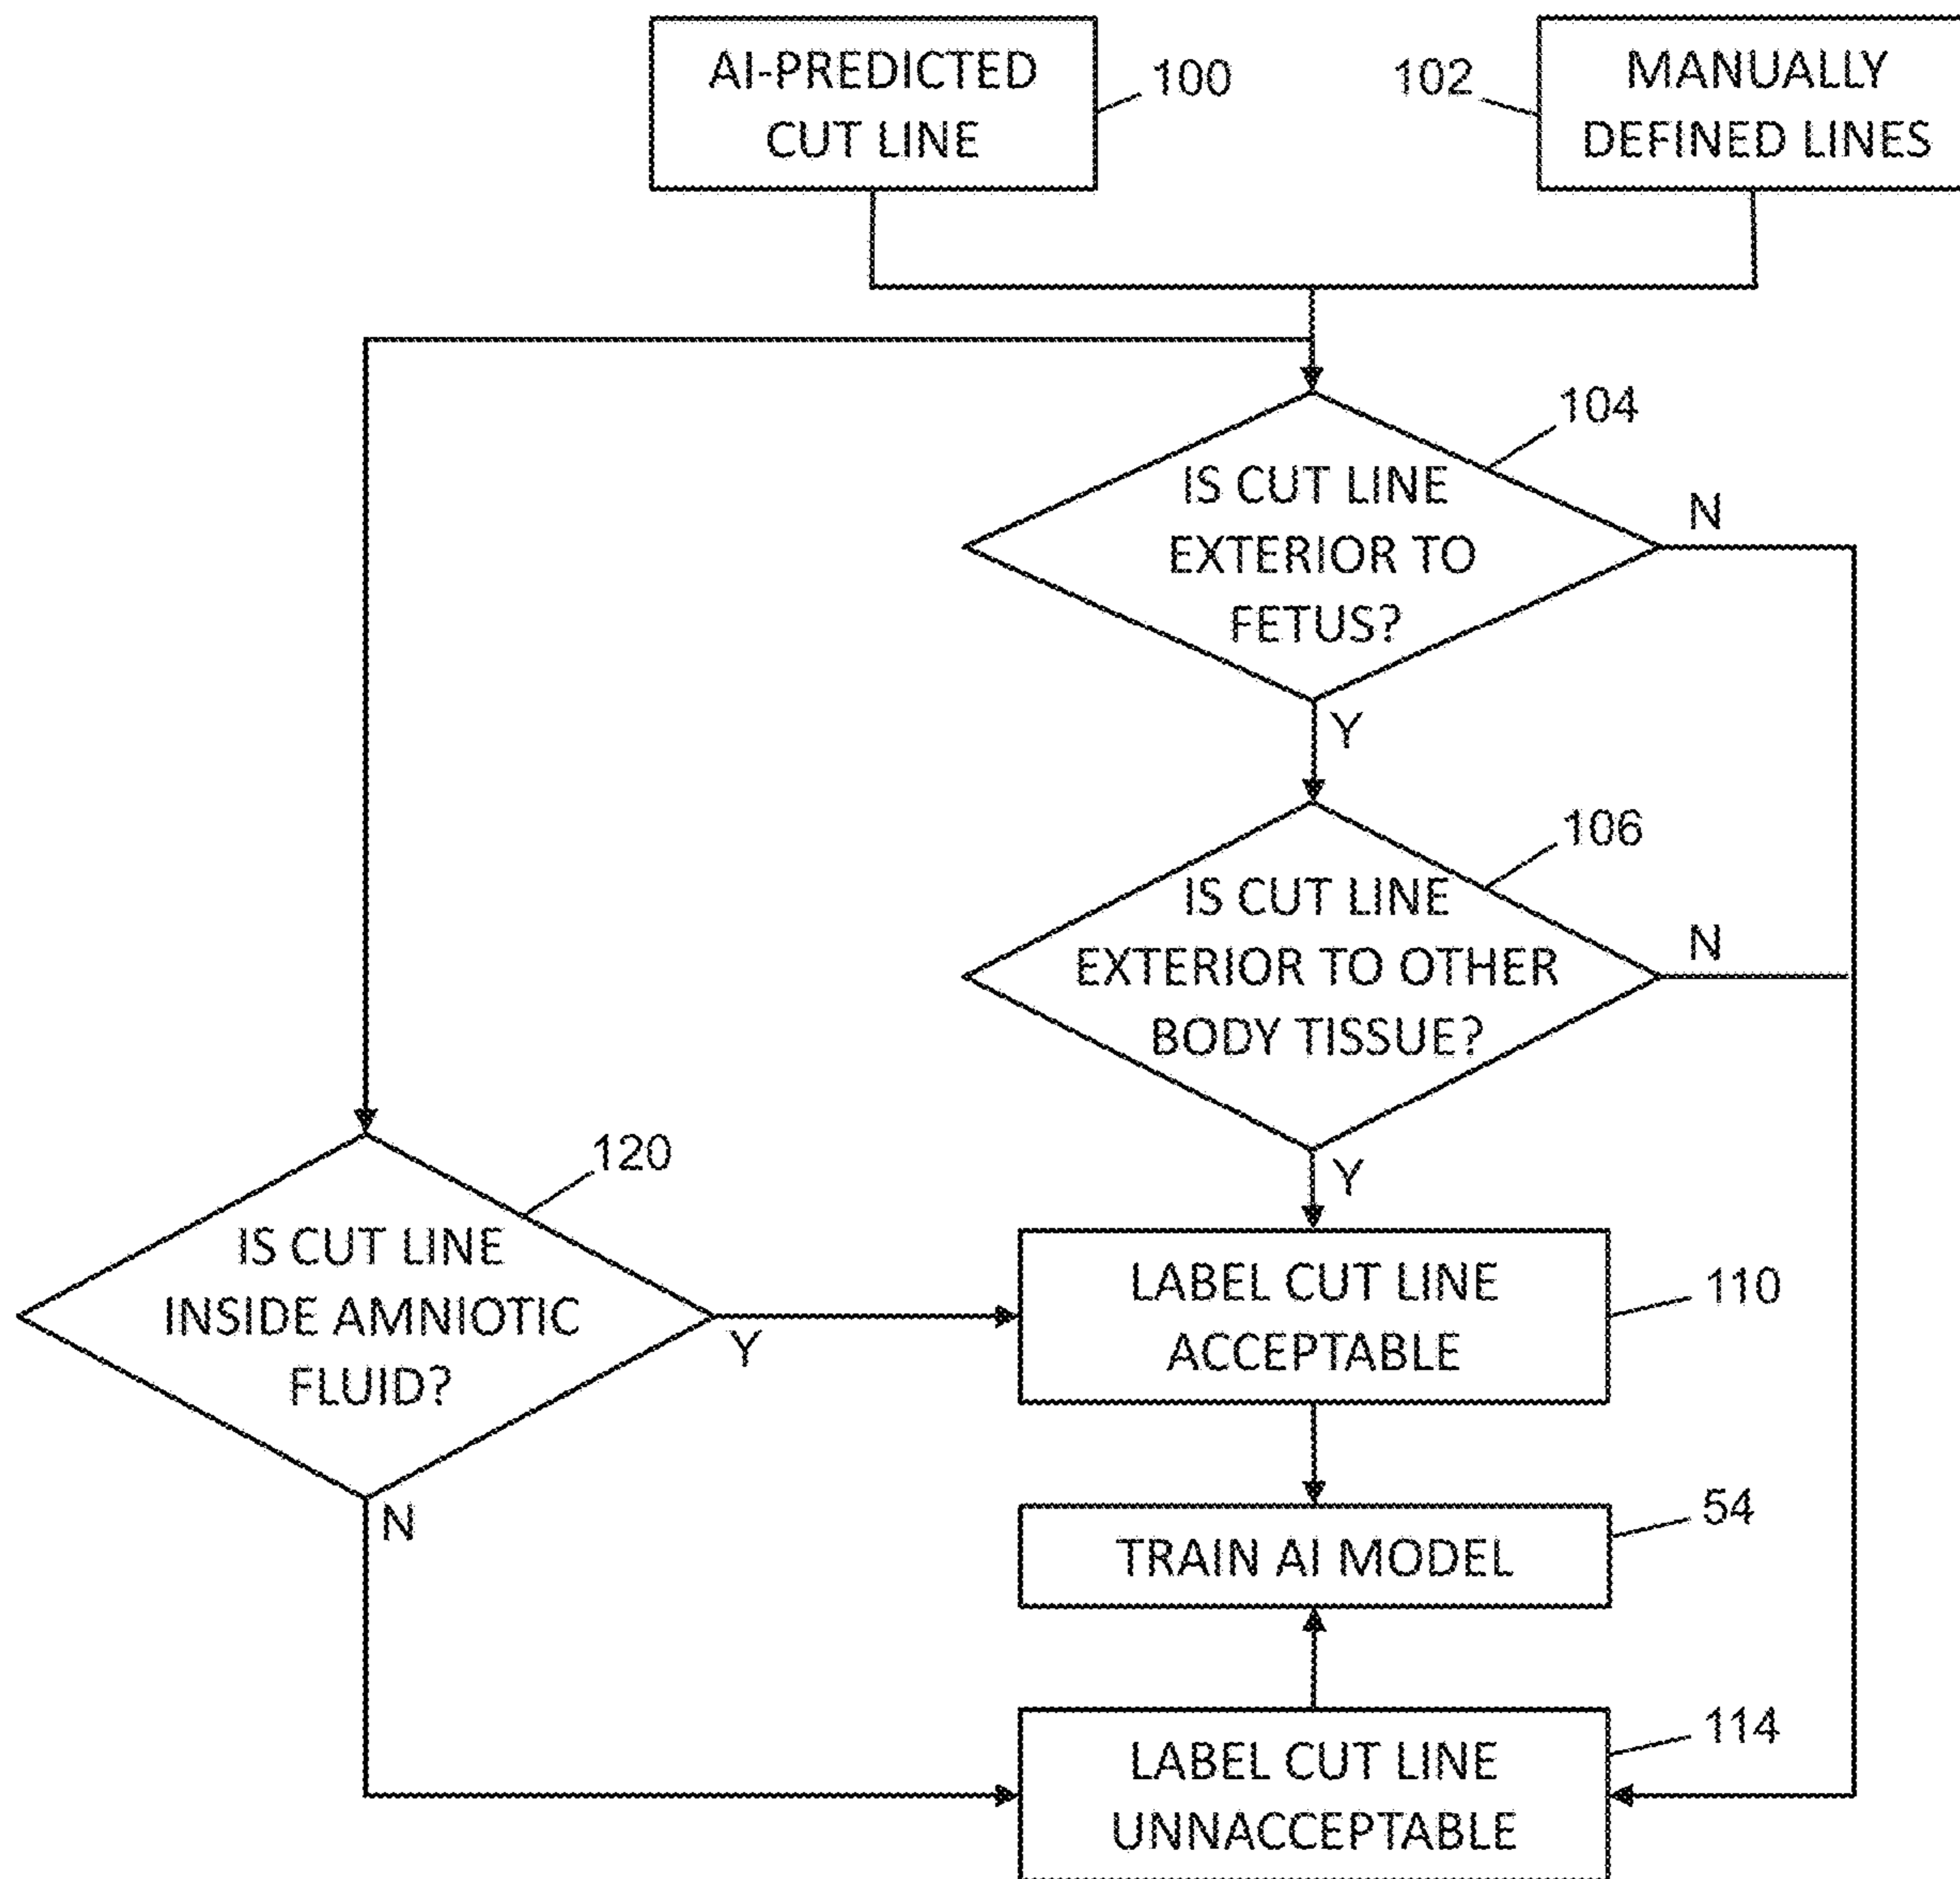 AI-PREDICTED
CUT LINE
100
102
MANUALLY
DEFINED LINES
104
IS CUT LINE
EXTERIOR TO
FETUS?
N
Y
106
IS CUT LINE
EXTERIOR TO OTHER
BODY TISSUE?
N
Y
120
IS CUT LINE
INSIDE AMNIOTIC
FLUID?
Y
N
LABEL CUT LINE
ACCEPTABLE
110
TRAIN AI MODEL
54
LABEL CUT LINE
UNNACCEPTABLE
114